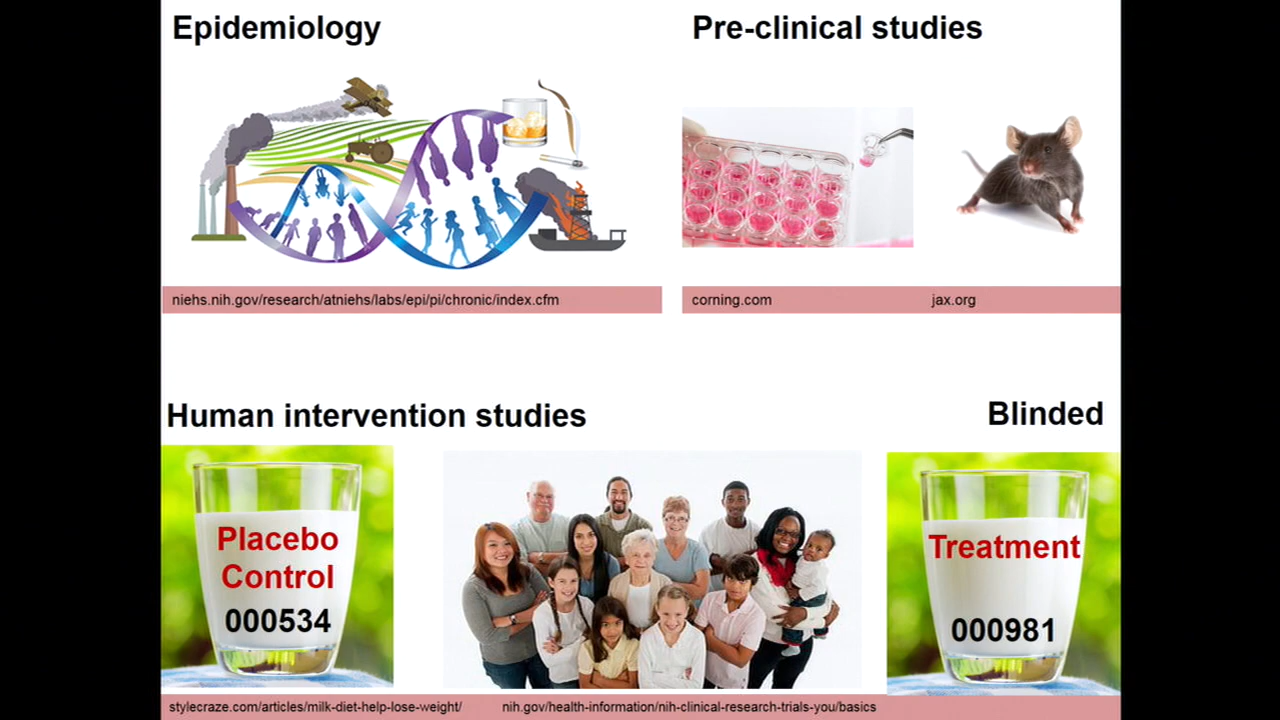 Epidemiology
Pre-clinical studies
niehs.nih.gov/research/atniehs/labs/epi/pi/chronic/index.cfm
corning.com
jax.org
Human intervention studies
Blinded
Placebo
Control
000534
Treatment
000981
stylecraze.com/articles/milk-diet-help-lose-weight/
nih.gov/health-information/nih-clinical-research-trials-you/basics